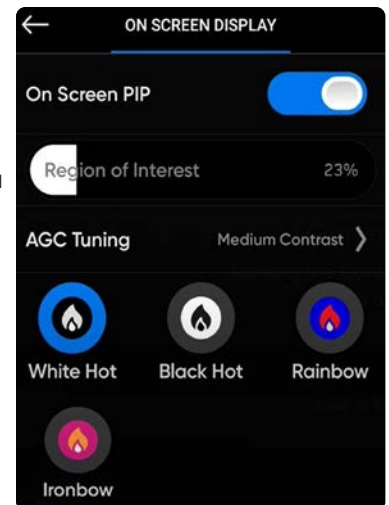 ON SCREEN DISPLAY
On Screen PIP
Region of Interest 23%
AGC Tuning Medium Contrast
White Hot Black Hot Rainbow
Ironbow